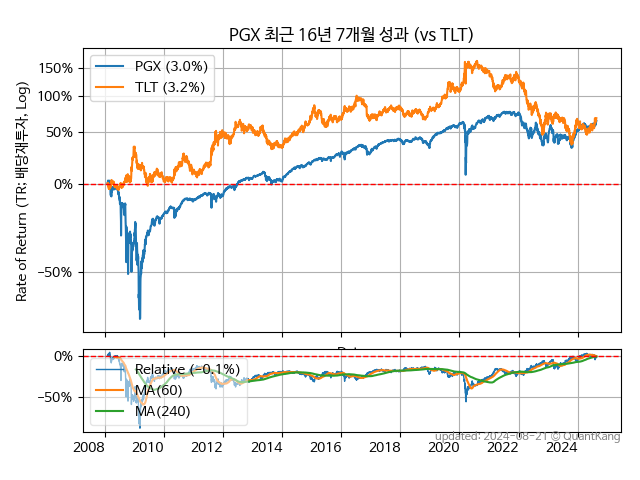 PGX 최근 16년 7개월 성과 (vs TLT)
Rate of Return (TR: 배당재투자, Log)
150%
100%
50%
0%
−50%
PGX (3.0%)
TLT (3.2%)
0%
−50%
Relative (−0.1%)
MA(60)
MA(240)
2008 2010 2012 2014 2016 2018 2020 2022 2024
updated: 2024-08-21 © QuantKang